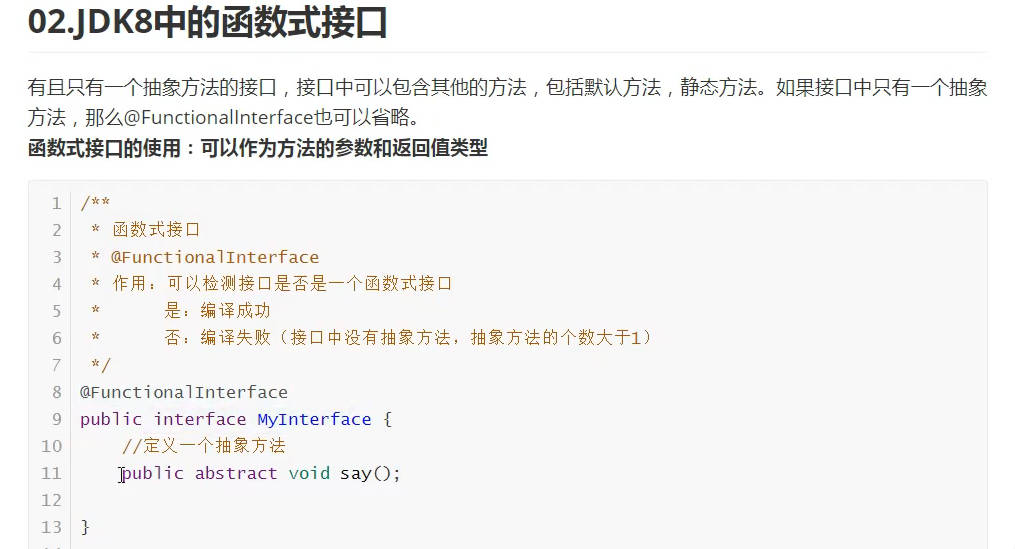 02.JDK8中的函数式接口
有且只有一个抽象方法的接口，接口中可以包含其他的方法，包括默认方法，静态方法。如果接口中只有一个抽象
方法，那么@FunctionalInterface也可以省略。
函数式接口的使用：可以作为方法的参数和返回值类型
1 /**
2  * 函数式接口
3  * @FunctionalInterface
4  * 作用：可以检测接口是否是一个函数式接口
5  *      是：编译成功
6  *      否：编译失败（接口中没有抽象方法，抽象方法的个数大于1）
7  */
8 @FunctionalInterface
9 public interface MyInterface {
10     //定义一个抽象方法
11     public abstract void say();
12
13 }